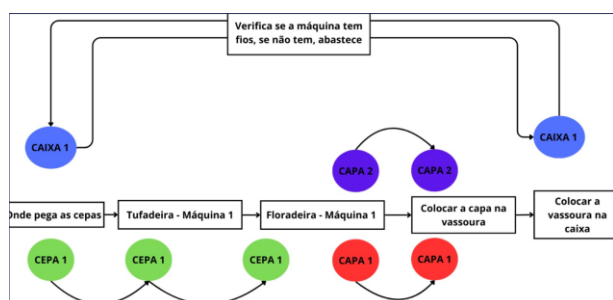 Verifica se a máquina tem
fios, se não tem, abastece
CAIXA 1
CAIXA 1
CAPA 2
CAPA 2
Onde pega as cepas
Tufadeira - Máquina 1
Floradeira - Máquina 1
Colocar a capa na
vassoura
Colocar a
vassoura na
caixa
CEPA 1
CEPA 1
CEPA 1
CAPA 1
CAPA 1